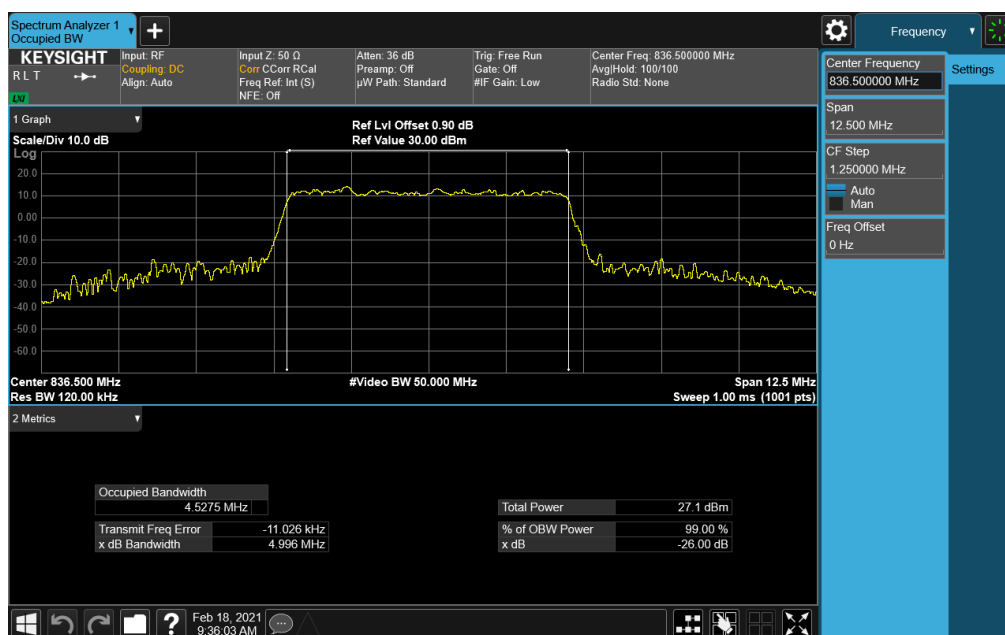 Spectrum Analyzer 1
Occupied BW
Frequency
KEYSIGHT
R L T
LXI
Input: RF
Coupling: DC
Align: Auto
Input Z: 50 Ω
Corr CCorr RCal
Freq Ref: Int (S)
NFE: Off
Atten: 36 dB
Preamp: Off
µW Path: Standard
Trig: Free Run
Gate: Off
#IF Gain: Low
Center Freq: 836.500000 MHz
Avg|Hold: 100/100
Radio Std: None
Center Frequency
836.500000 MHz
Settings
Span
12.500 MHz
CF Step
1.250000 MHz
Auto
Man
Freq Offset
0 Hz
1 Graph
Scale/Div 10.0 dB
Ref Lvl Offset 0.90 dB
Ref Value 30.00 dBm
Log
20.0
10.0
0.00
-10.0
-20.0
-30.0
-40.0
-50.0
-60.0
Center 836.500 MHz
#Video BW 50.000 MHz
Span 12.5 MHz
Res BW 120.00 kHz
Sweep 1.00 ms (1001 pts)
2 Metrics
Occupied Bandwidth
4.5275 MHz
Total Power 27.1 dBm
Transmit Freq Error -11.026 kHz
% of OBW Power 99.00 %
x dB Bandwidth 4.996 MHz
x dB -26.00 dB
Feb 18, 2021
9:36:03 AM